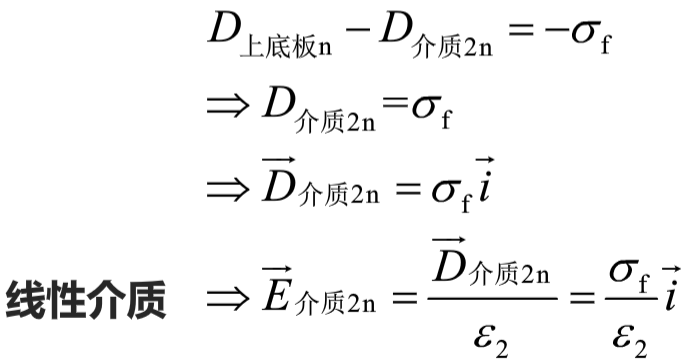 D上底板n − D介质2n = −σf
⇒ D介质2n = σf
⇒ D⃗介质2n = σf i⃗
线性介质 ⇒ E⃗介质2n = D⃗介质2n / ε2 = σf / ε2 i⃗